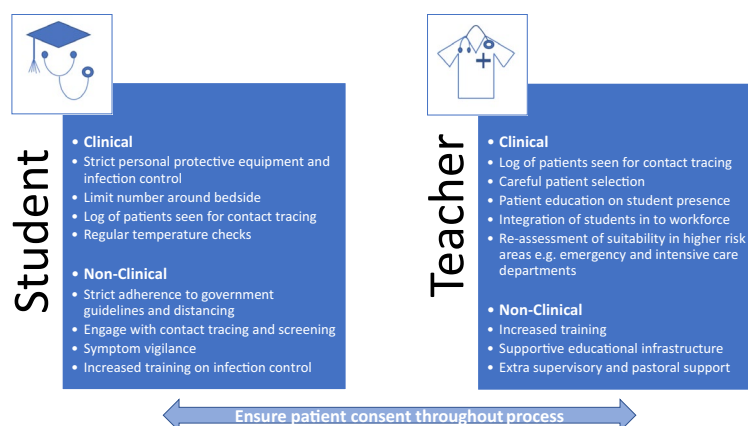 Student
• Clinical
• Strict personal protective equipment and
infection control
• Limit number around bedside
• Log of patients seen for contact tracing
• Regular temperature checks
• Non-Clinical
• Strict adherence to government
guidelines and distancing
• Engage with contact tracing and screening
• Symptom vigilance
• Increased training on infection control
Teacher
• Clinical
• Log of patients seen for contact tracing
• Careful patient selection
• Patient education on student presence
• Integration of students in to workforce
• Re-assessment of suitability in higher risk
areas e.g. emergency and intensive care
departments
• Non-Clinical
• Increased training
• Supportive educational infrastructure
• Extra supervisory and pastoral support
Ensure patient consent throughout process